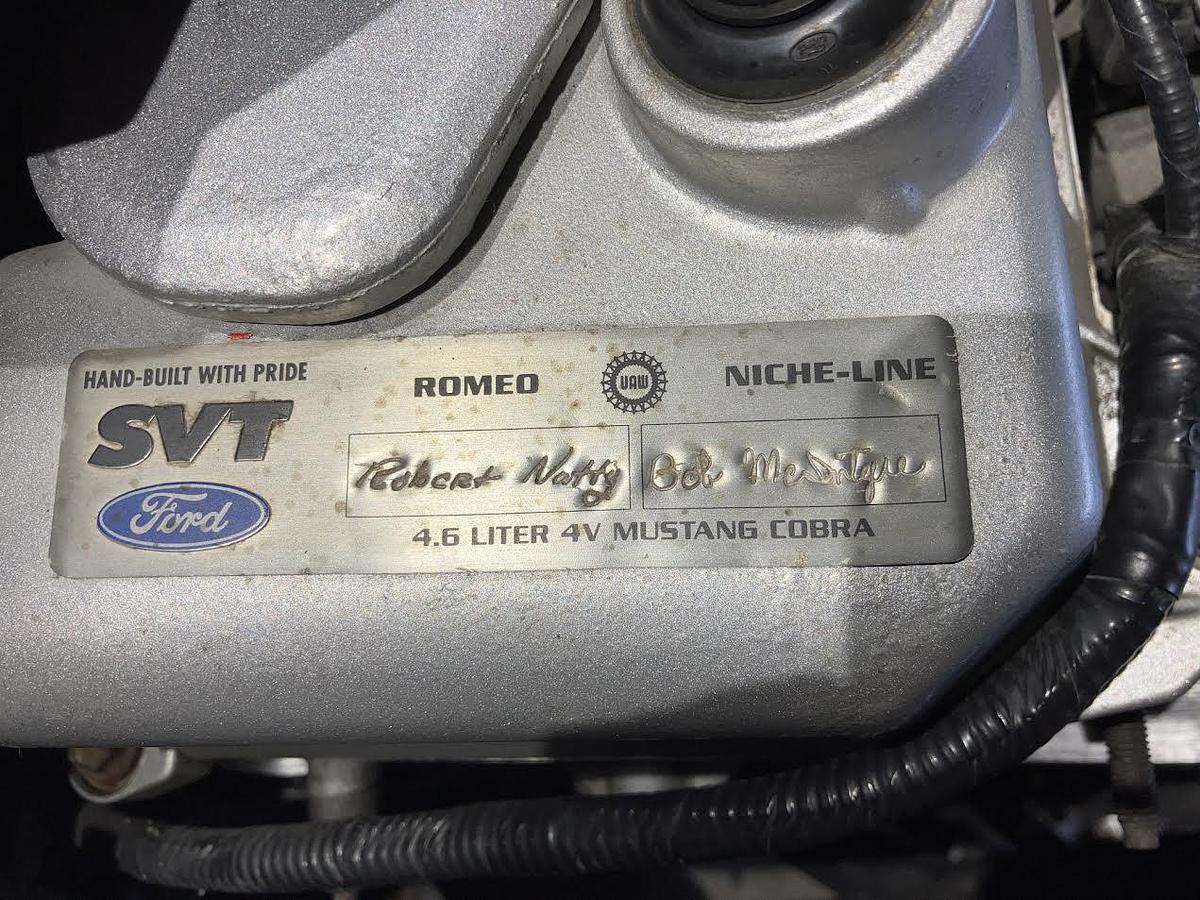 HAND-BUILT WITH PRIDE
SVT
Ford
ROMEO UAW NICHE-LINE
Robert Natty Bob McIntyre
4.6 LITER 4V MUSTANG COBRA